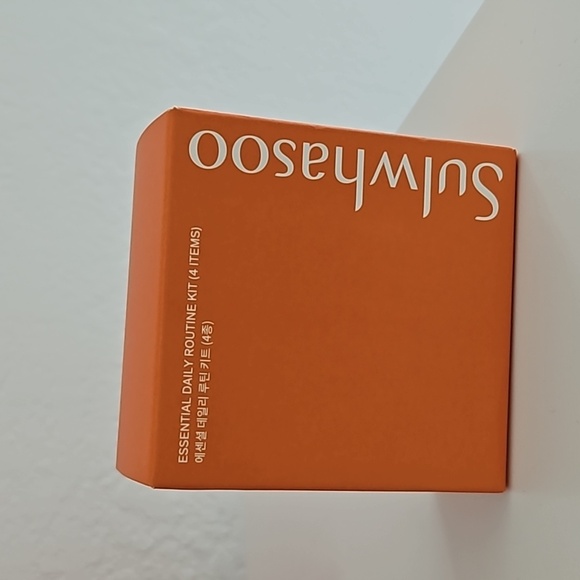 Sulwhasoo
ESSENTIAL DAILY ROUTINE KIT (4 ITEMS)
에센셜 데일리 루틴 키트 (4종)